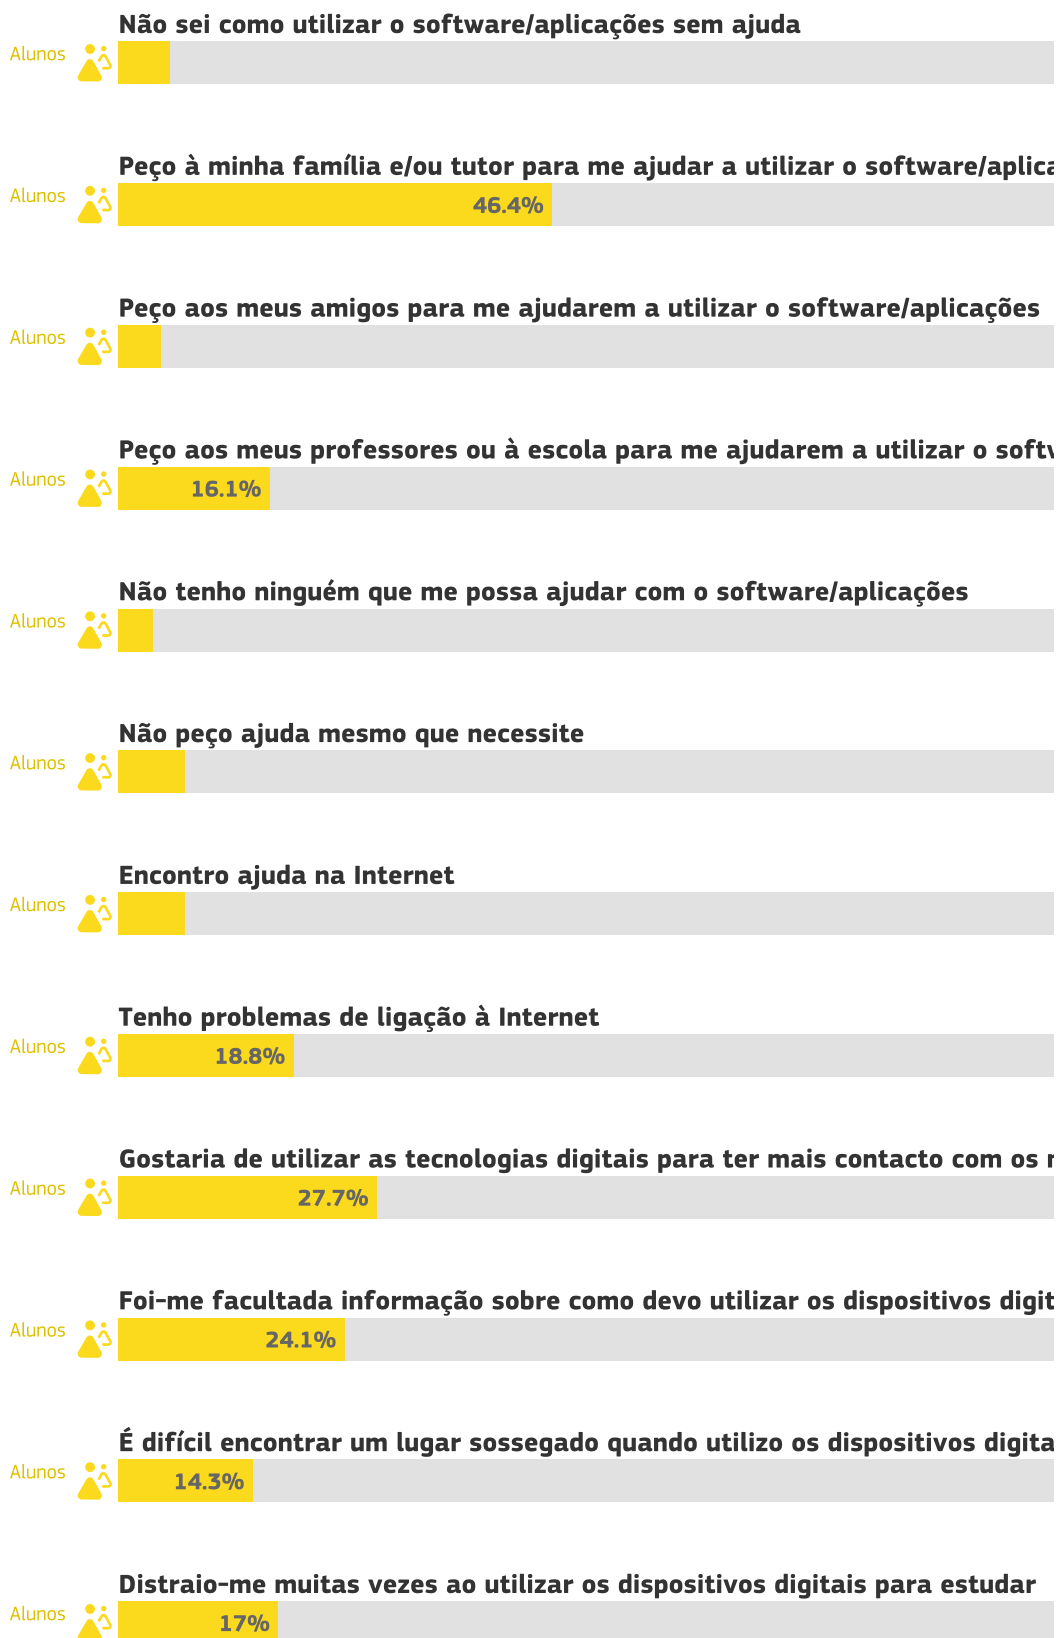 Não sei como utilizar o software/aplicações sem ajuda
Alunos
Peço à minha família e/ou tutor para me ajudar a utilizar o software/aplica
Alunos
46.4%
Peço aos meus amigos para me ajudarem a utilizar o software/aplicações
Alunos
Peço aos meus professores ou à escola para me ajudarem a utilizar o soft
Alunos
16.1%
Não tenho ninguém que me possa ajudar com o software/aplicações
Alunos
Não peço ajuda mesmo que necessite
Alunos
Encontro ajuda na Internet
Alunos
Tenho problemas de ligação à Internet
Alunos
18.8%
Gostaria de utilizar as tecnologias digitais para ter mais contacto com os
Alunos
27.7%
Foi-me facultada informação sobre como devo utilizar os dispositivos digit
Alunos
24.1%
É difícil encontrar um lugar sossegado quando utilizo os dispositivos digita
Alunos
14.3%
Distraio-me muitas vezes ao utilizar os dispositivos digitais para estudar
Alunos
17%